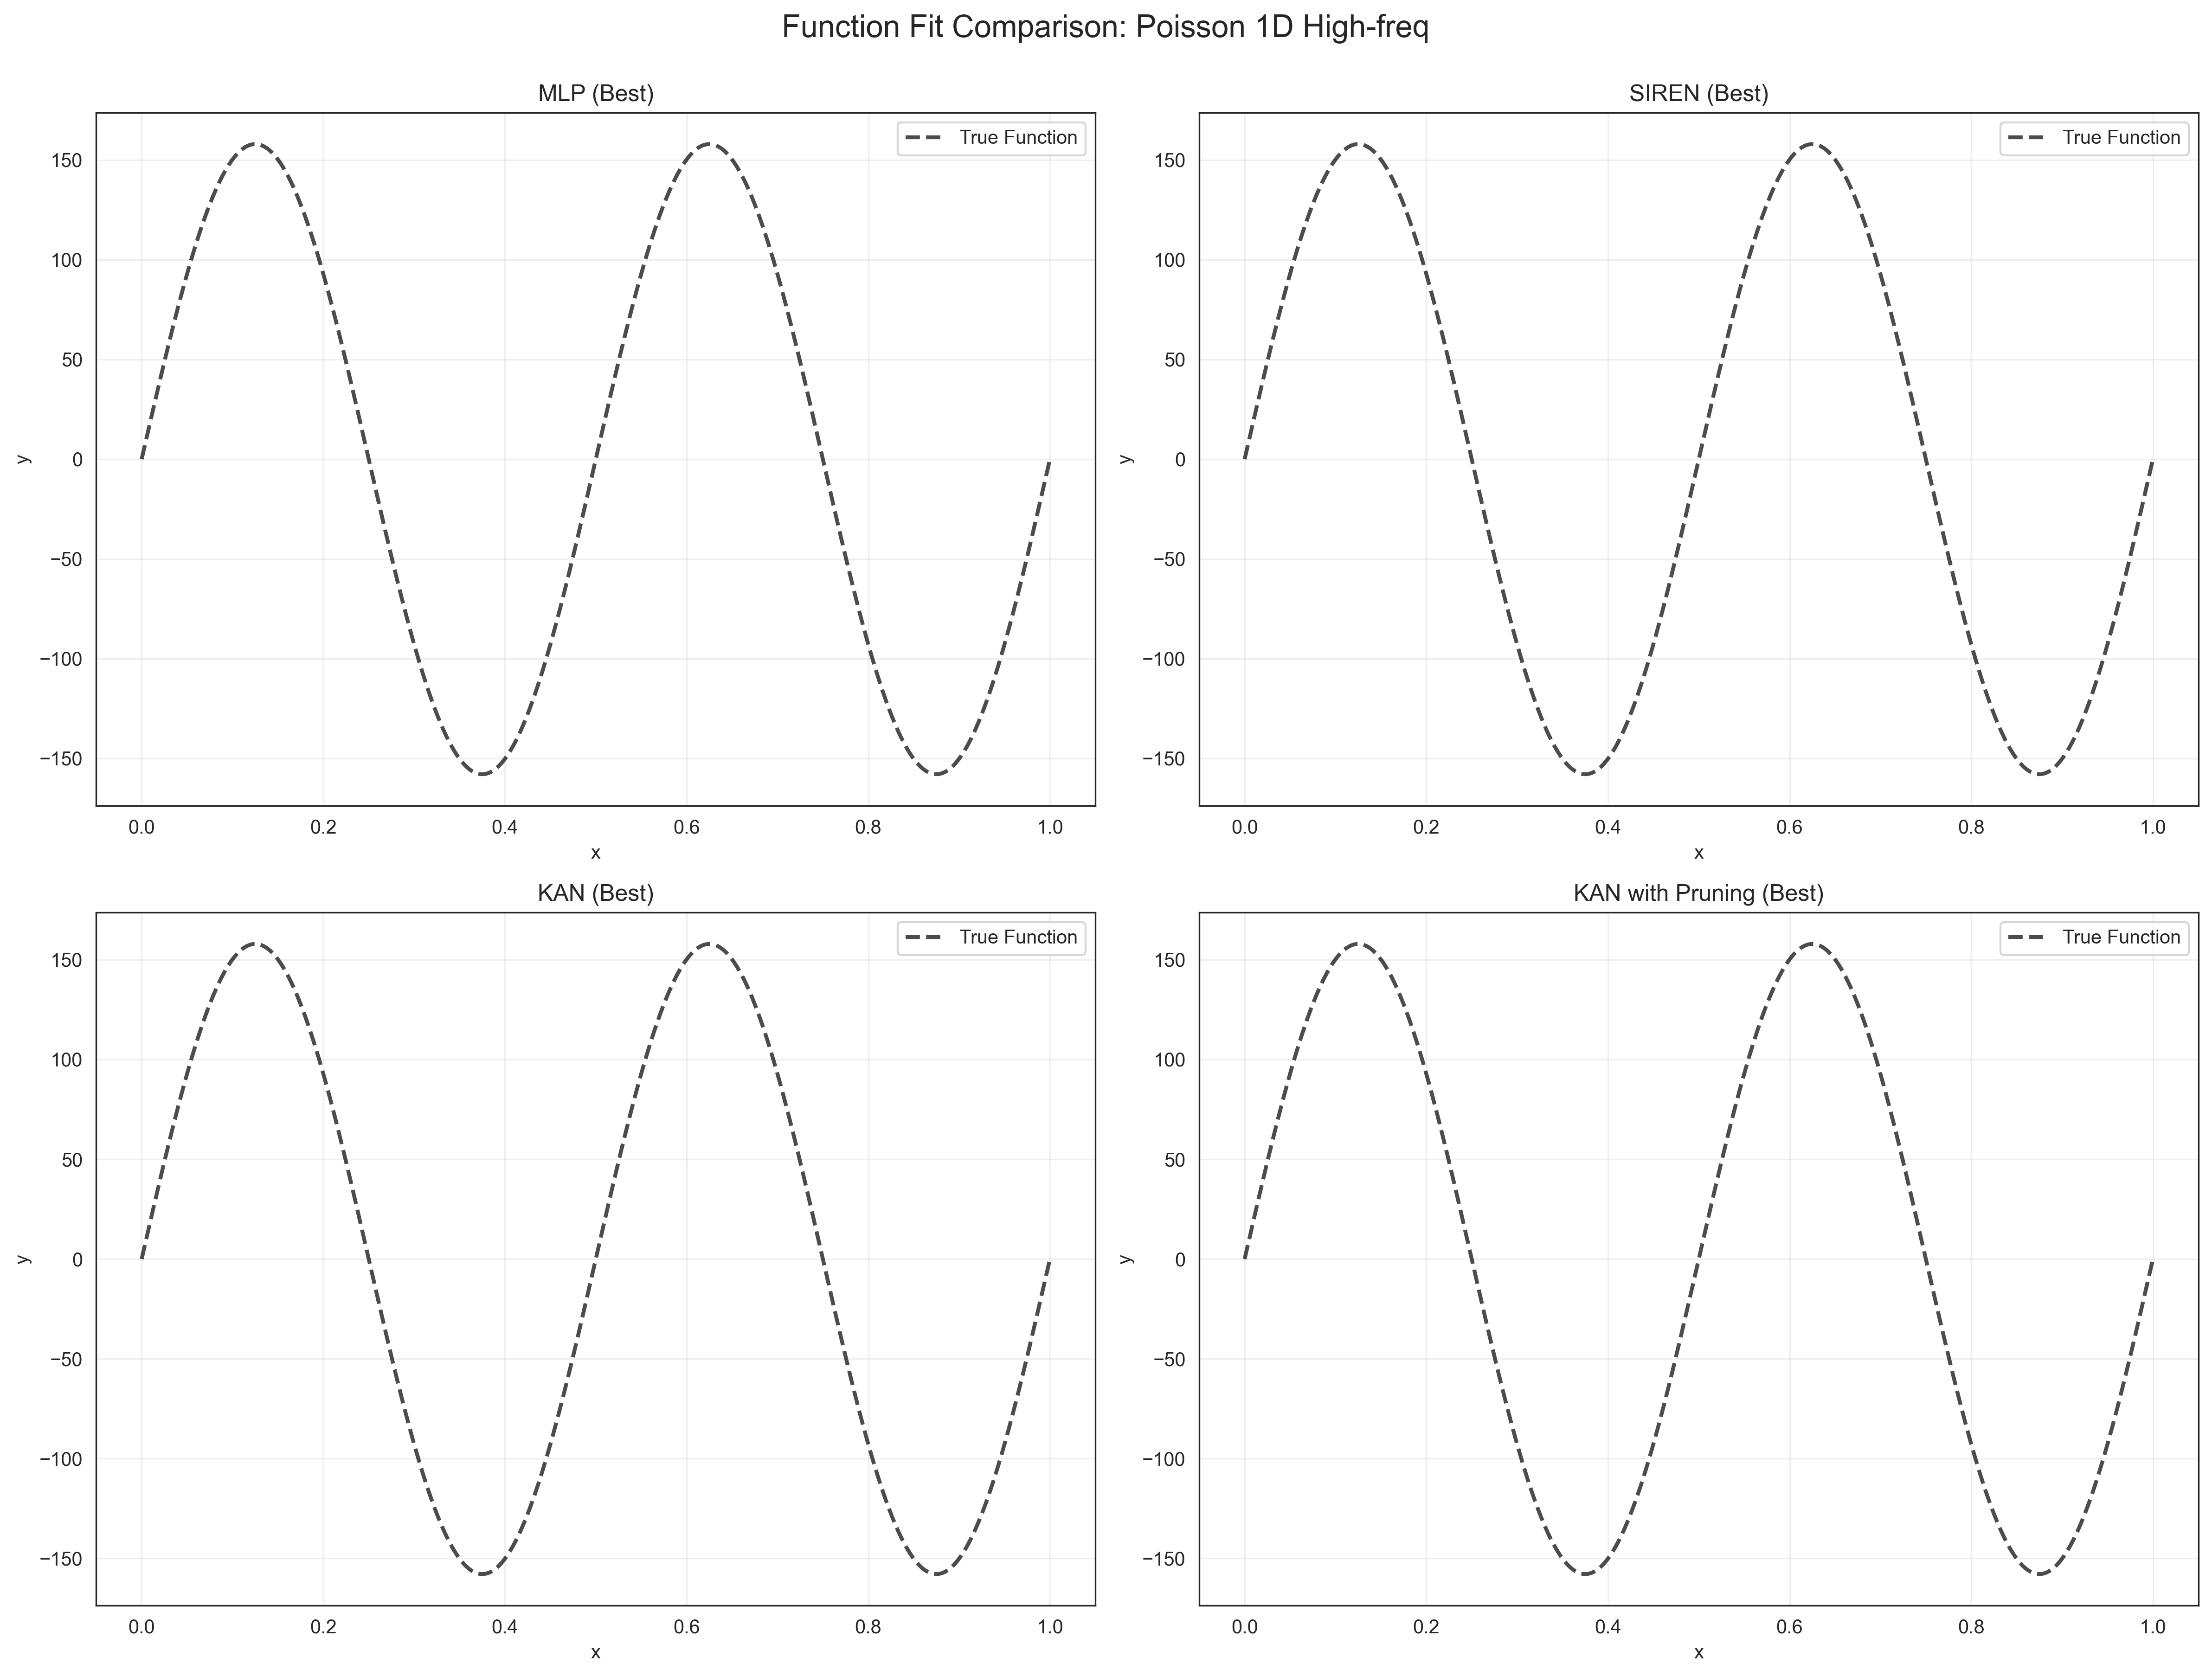 Function Fit Comparison: Poisson 1D High-freq
MLP (Best)
True Function
150
100
50
0
−50
−100
−150
y
0.0 0.2 0.4 0.6 0.8 1.0
x
SIREN (Best)
True Function
150
100
50
0
−50
−100
−150
y
0.0 0.2 0.4 0.6 0.8 1.0
x
KAN (Best)
True Function
150
100
50
0
−50
−100
−150
y
0.0 0.2 0.4 0.6 0.8 1.0
x
KAN with Pruning (Best)
True Function
150
100
50
0
−50
−100
−150
y
0.0 0.2 0.4 0.6 0.8 1.0
x